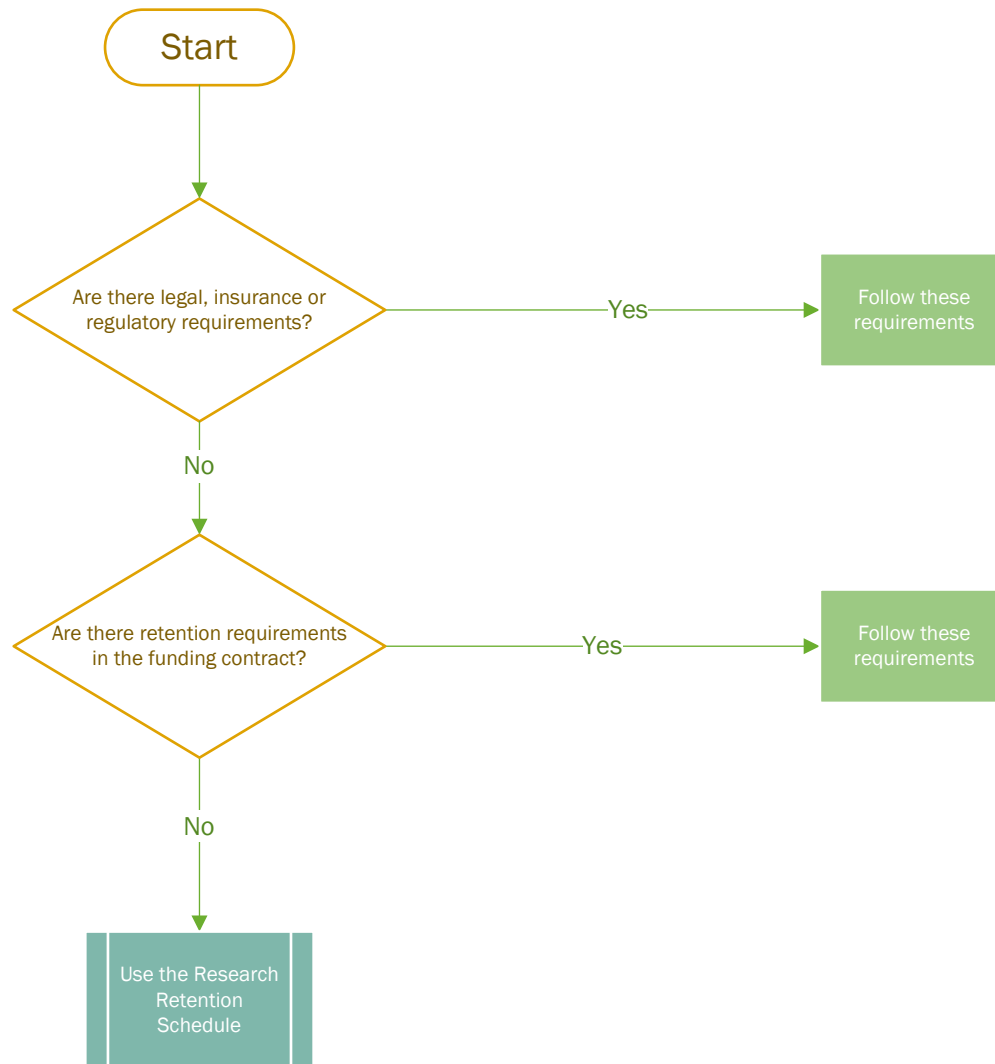 Start
Are there legal, insurance or
regulatory requirements?
Yes
Follow these
requirements
No
Are there retention requirements
in the funding contract?
Yes
Follow these
requirements
No
Use the Research
Retention
Schedule